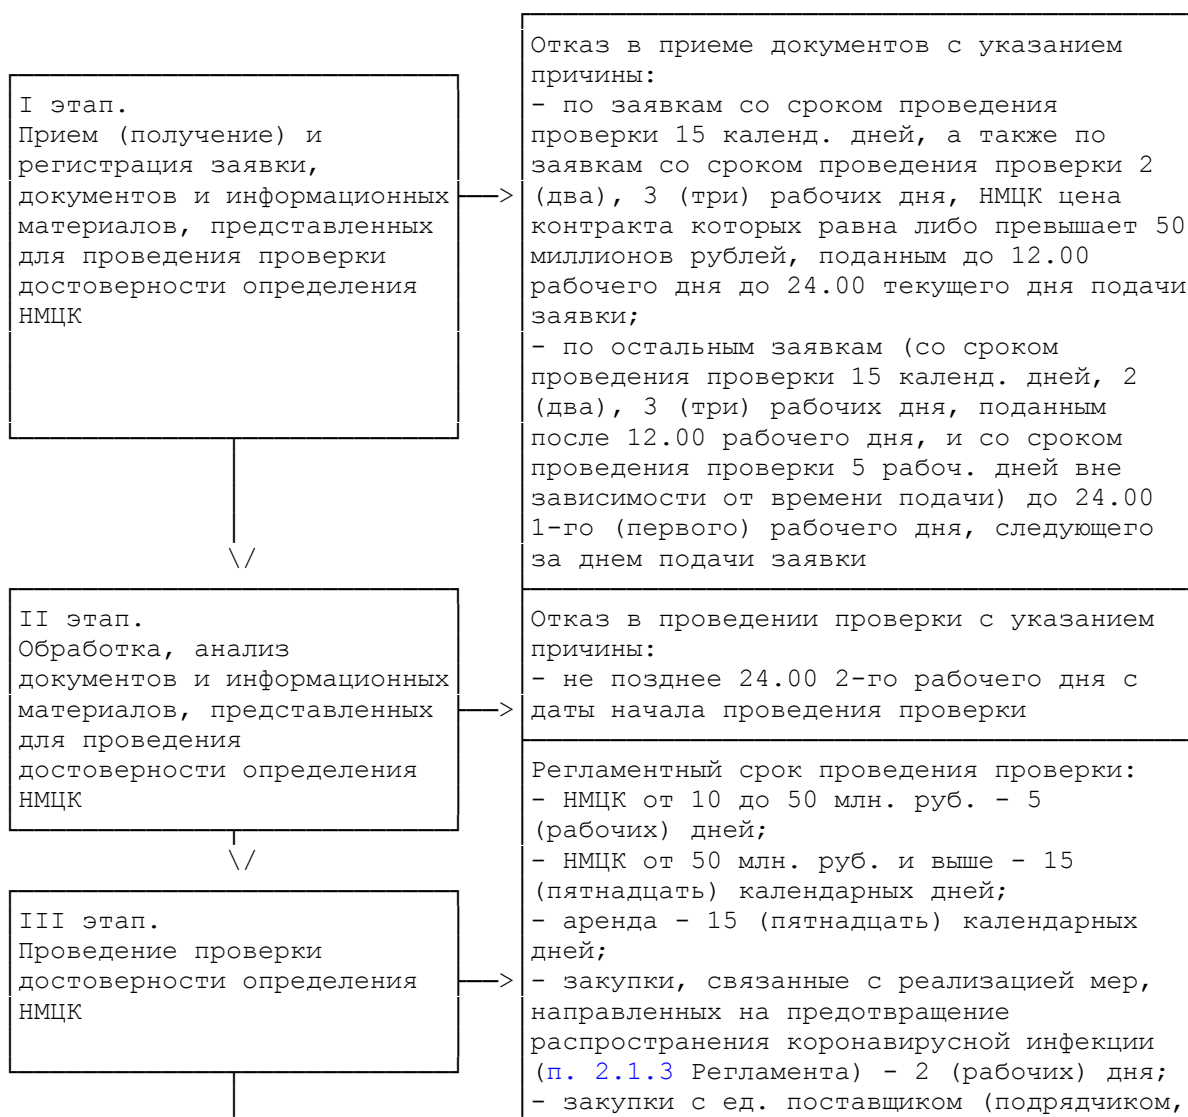 I этап.
Прием (получение) и
регистрация заявки,
документов и информационных
материалов, представленных
для проведения проверки
достоверности определения
НМЦК
Отказ в приеме документов с указанием
причины:
- по заявкам со сроком проведения
проверки 15 календ. дней, а также по
заявкам со сроком проведения проверки 2
(два), 3 (три) рабочих дня, НМЦК цена
контракта которых равна либо превышает 50
миллионов рублей, поданным до 12.00
рабочего дня до 24.00 текущего дня подачи
заявки;
- по остальным заявкам (со сроком
проведения проверки 15 календ. дней, 2
(два), 3 (три) рабочих дня, поданным
после 12.00 рабочего дня, и со сроком
проведения проверки 5 рабоч. дней вне
зависимости от времени подачи) до 24.00
1-го (первого) рабочего дня, следующего
за днем подачи заявки
II этап.
Обработка, анализ
документов и информационных
материалов, представленных
для проведения
достоверности определения
НМЦК
Отказ в проведении проверки с указанием
причины:
- не позднее 24.00 2-го рабочего дня с
даты начала проведения проверки
III этап.
Проведение проверки
достоверности определения
НМЦК
Регламентный срок проведения проверки:
- НМЦК от 10 до 50 млн. руб. - 5
(рабочих) дней;
- НМЦК от 50 млн. руб. и выше - 15
(пятнадцать) календарных дней;
- аренда - 15 (пятнадцать) календарных
дней;
- закупки, связанные с реализацией мер,
направленных на предотвращение
распространения коронавирусной инфекции
(п. 2.1.3 Регламента) - 2 (рабочих) дня;
- закупки с ед. поставщиком (подрядчиком,